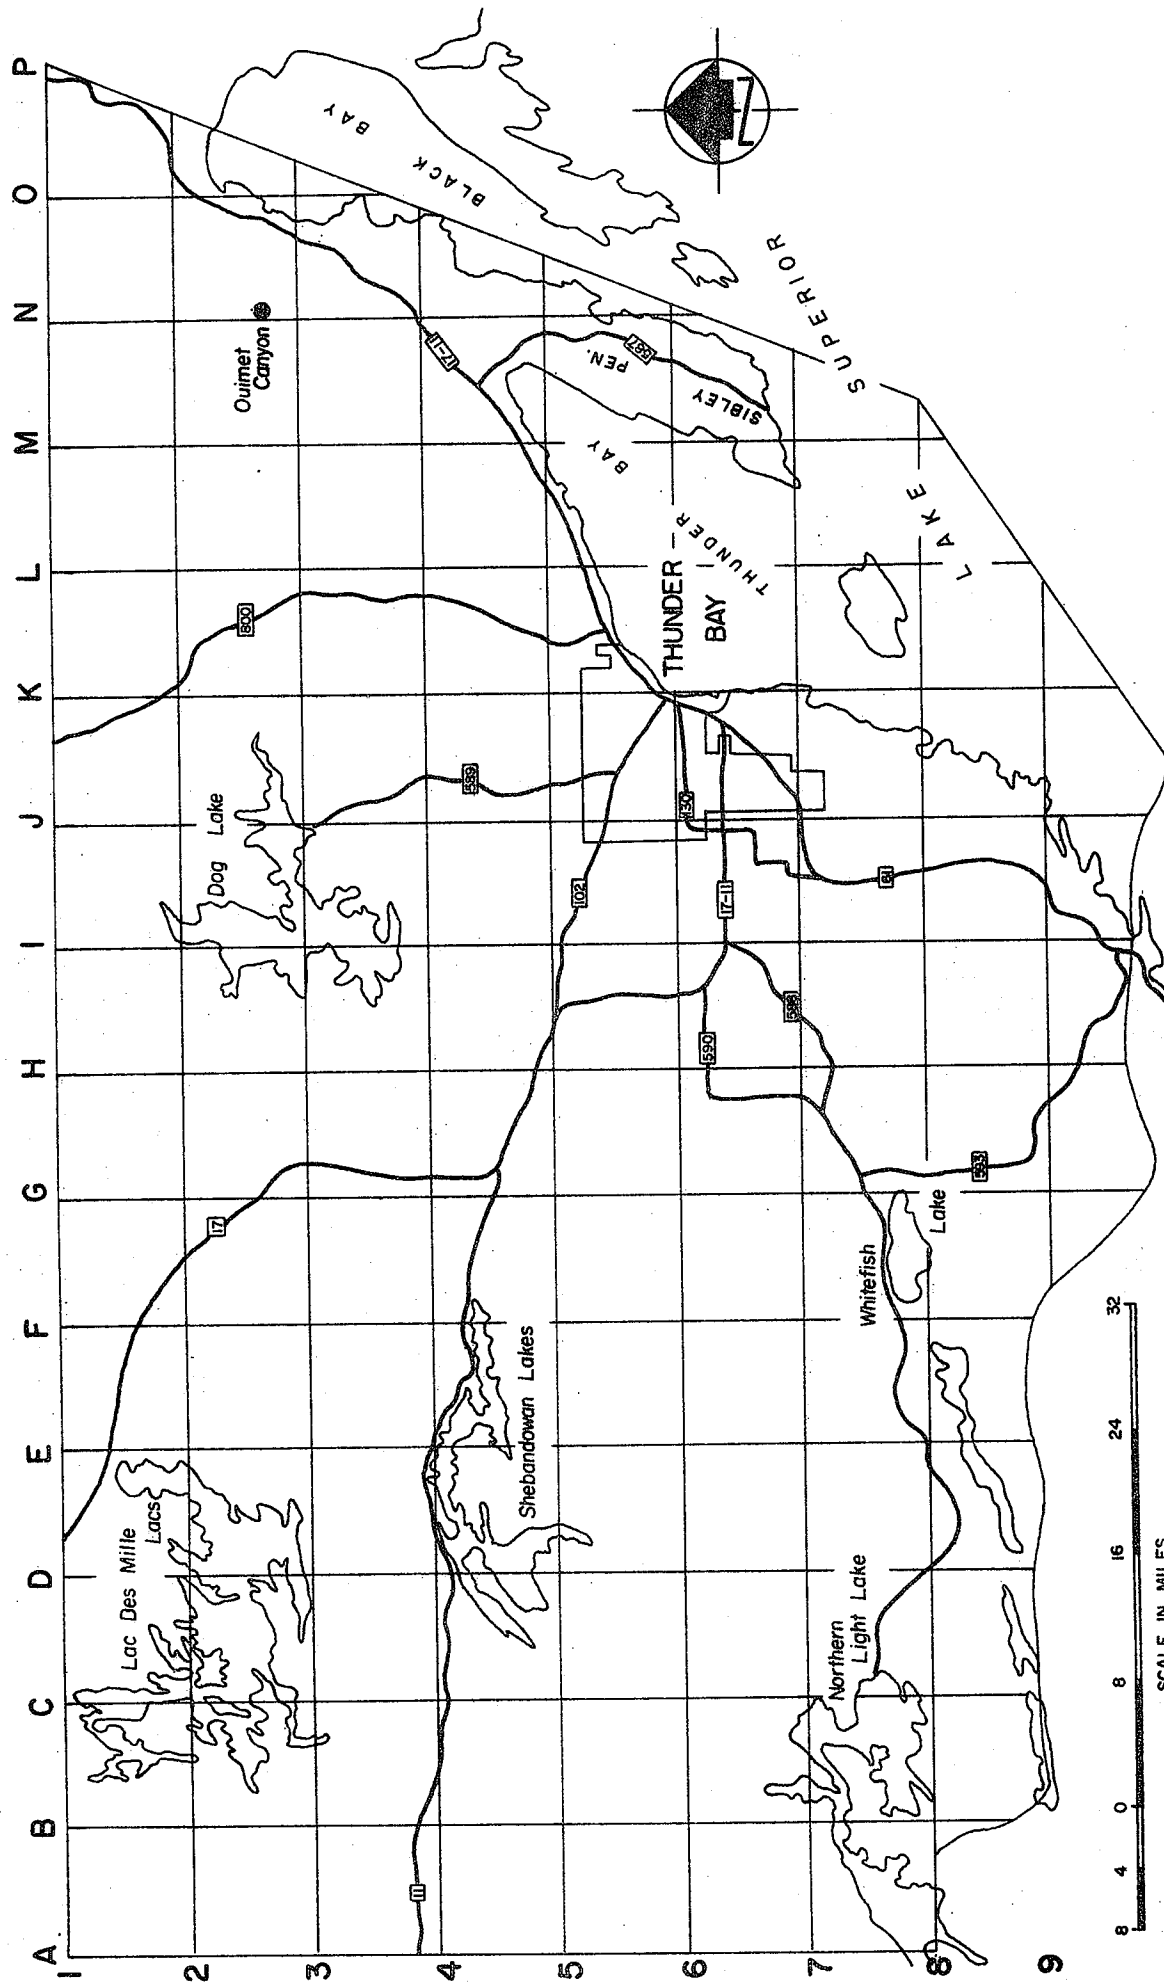 A B C D E F G H I J K L M N O P
1
2
3
4
5
6
7
8
9
Lac Des Mille
Lacs
17
Dog Lake
589
800
Ouimet
Canyon
17-11
BLACK BAY
587
SIBLEY
PEN.
THUNDER
BAY
THUNDER
BAY
LAKE SUPERIOR
N
11
Shebandowan Lakes
102
130
17-11
590
588
61
593
Whitefish
Lake
Northern
Light Lake
8 4 0 8 16 24 32
SCALE IN MILES